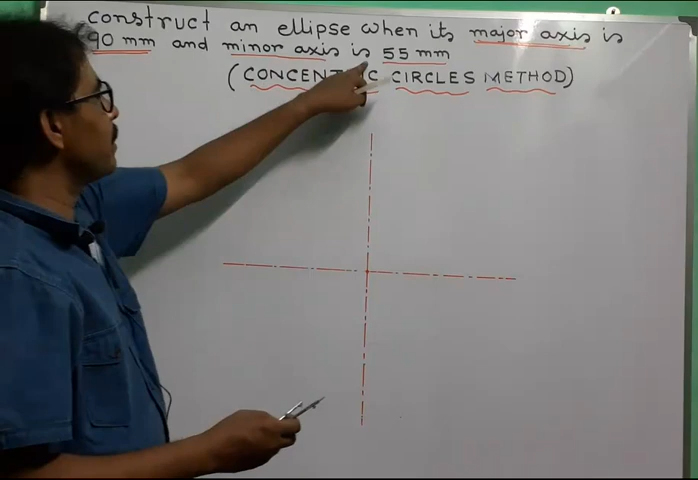 construct an ellipse when its major axis is
90 mm and minor axis is 55 mm
CIRCLES METHOD)